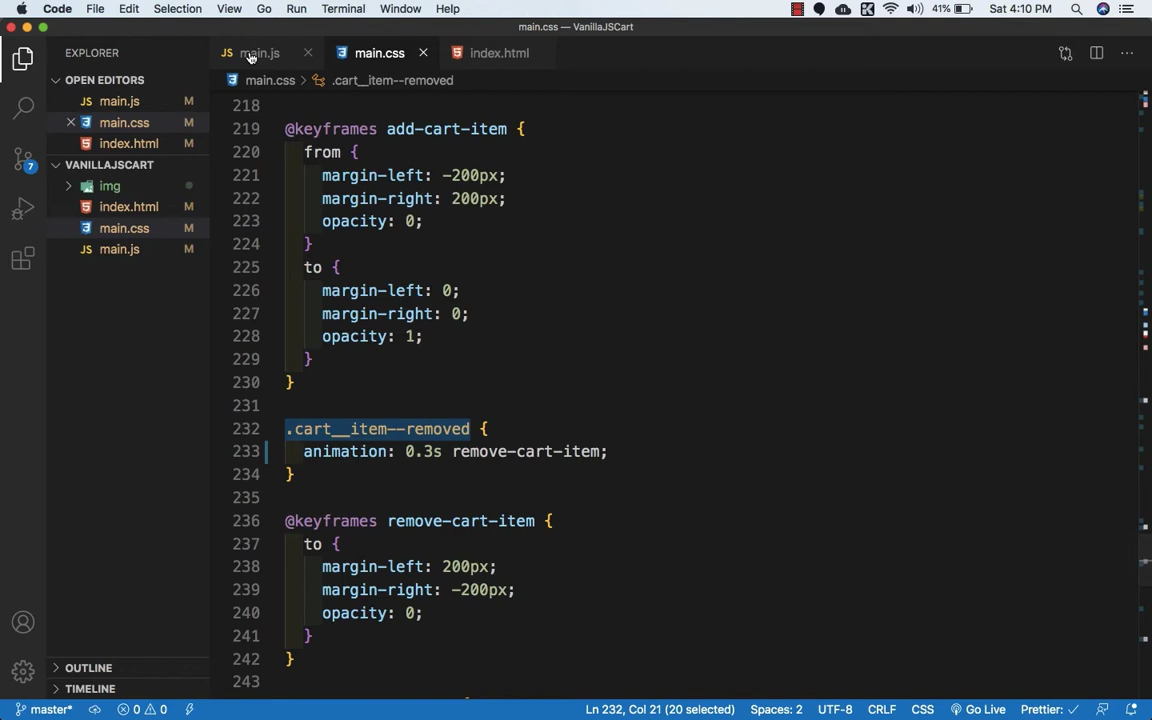 Code File Edit Selection View Go Run Terminal Window Help 41% Sat 4:10 PM
main.css — VanillaJSCart
EXPLORER
JS main.js
main.css
index.html
main.css > .cart__item--removed
OPEN EDITORS
JS main.js M
main.css M
index.html M
VANILLAJSCART
img
index.html M
main.css M
JS main.js M
OUTLINE
TIMELINE
218
219 @keyframes add-cart-item {
220 from {
221 margin-left: -200px;
222 margin-right: 200px;
223 opacity: 0;
224 }
225 to {
226 margin-left: 0;
227 margin-right: 0;
228 opacity: 1;
229 }
230 }
231
232 .cart__item--removed {
233 animation: 0.3s remove-cart-item;
234 }
235
236 @keyframes remove-cart-item {
237 to {
238 margin-left: 200px;
239 margin-right: -200px;
240 opacity: 0;
241 }
242 }
243
7
master* 0 0 Ln 232, Col 21 (20 selected) Spaces: 2 UTF-8 CRLF CSS Go Live Prettier: ✓